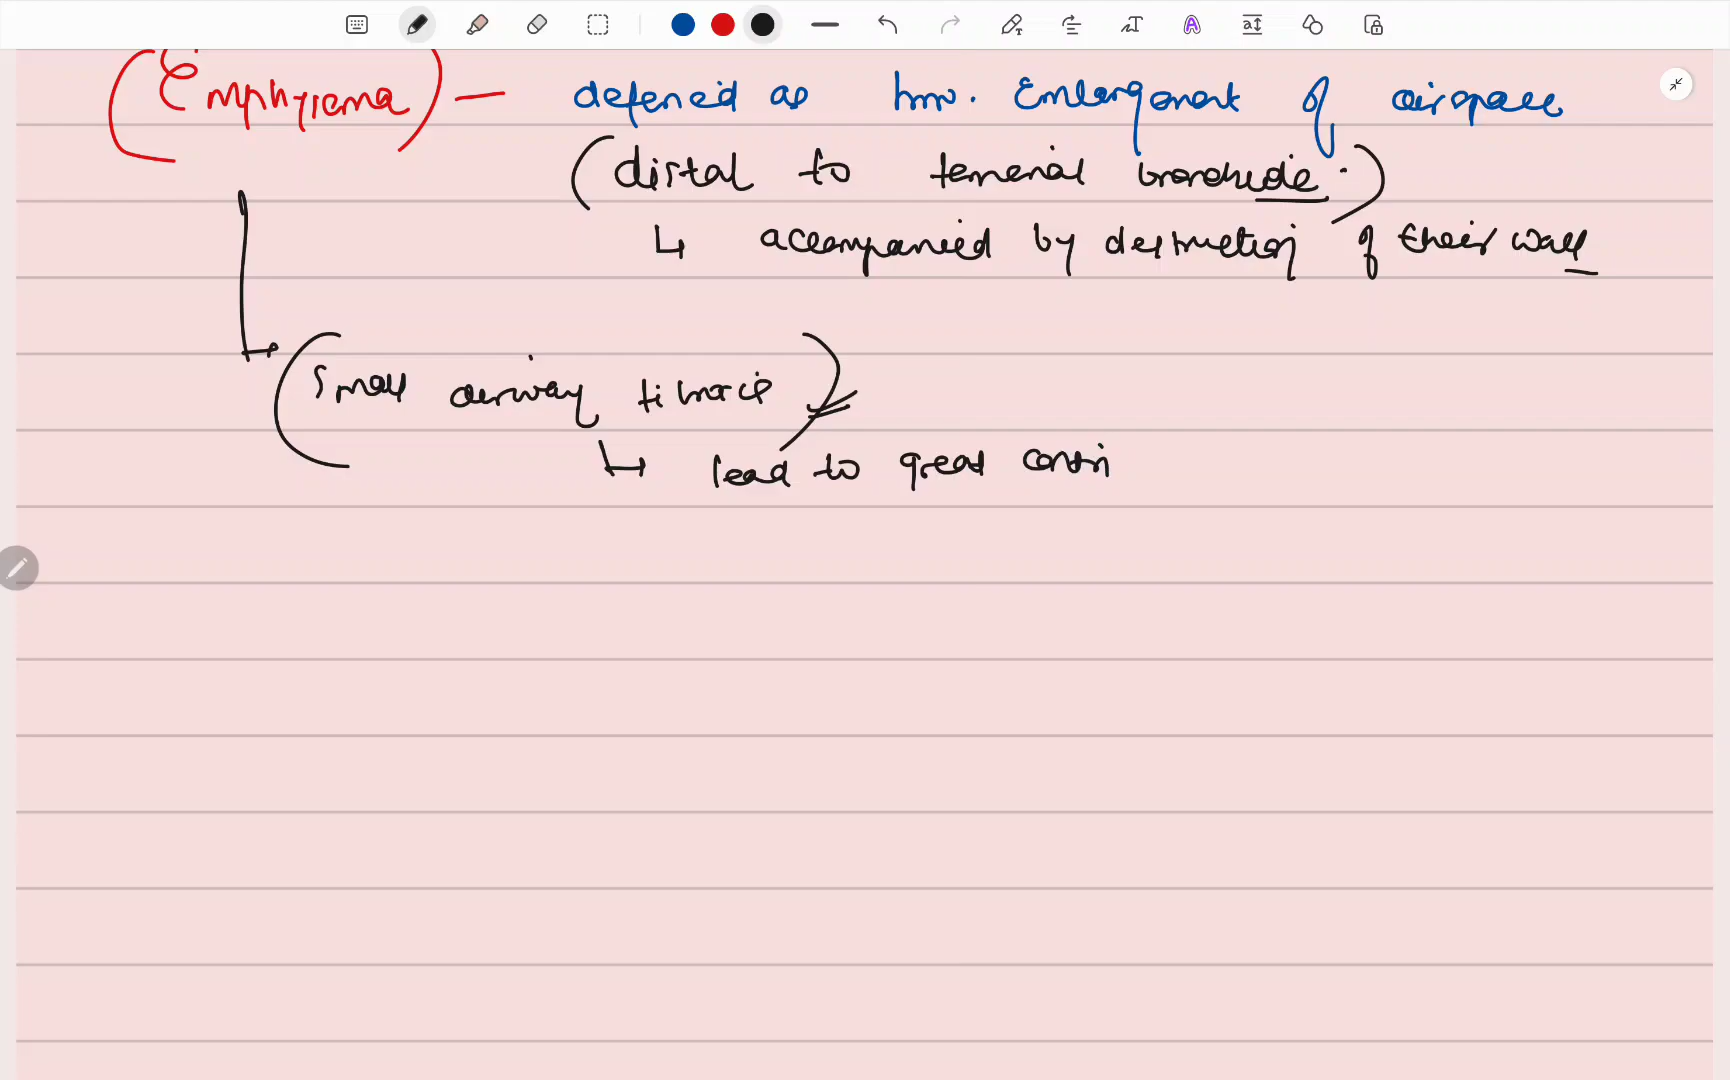 (Emphysema) — defined as irrev. Enlargement of airspace
(distal to terminal bronchiole.)
↳ accompanied by destruction of their wall
(Small airway fibrosis)
↳ lead to great contri